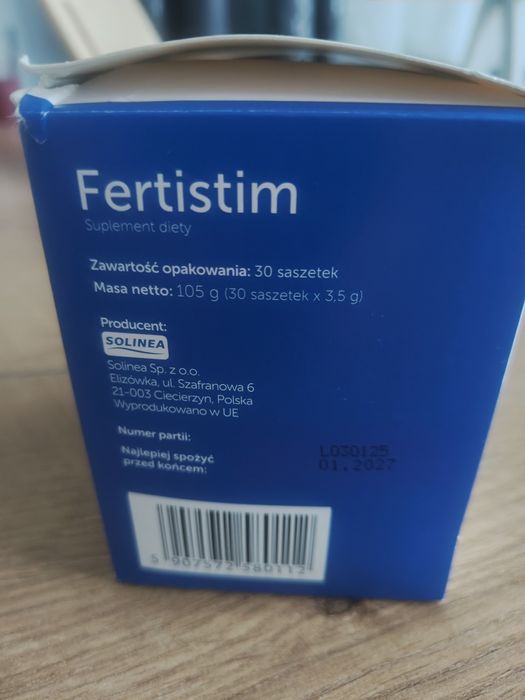 Fertistim
Suplement diety
Zawartość opakowania: 30 saszetek
Masa netto: 105 g (30 saszetek x 3,5 g)
Producent:
SOLINEA
Solinea Sp. z o.o.
Elizówka, ul. Szafranowa 6
21-003 Ciecierzyn, Polska
Wyprodukowano w UE
Numer partii:
L030125
Najlepiej spożyć
przed końcem:
01.2027
5 907572 580112